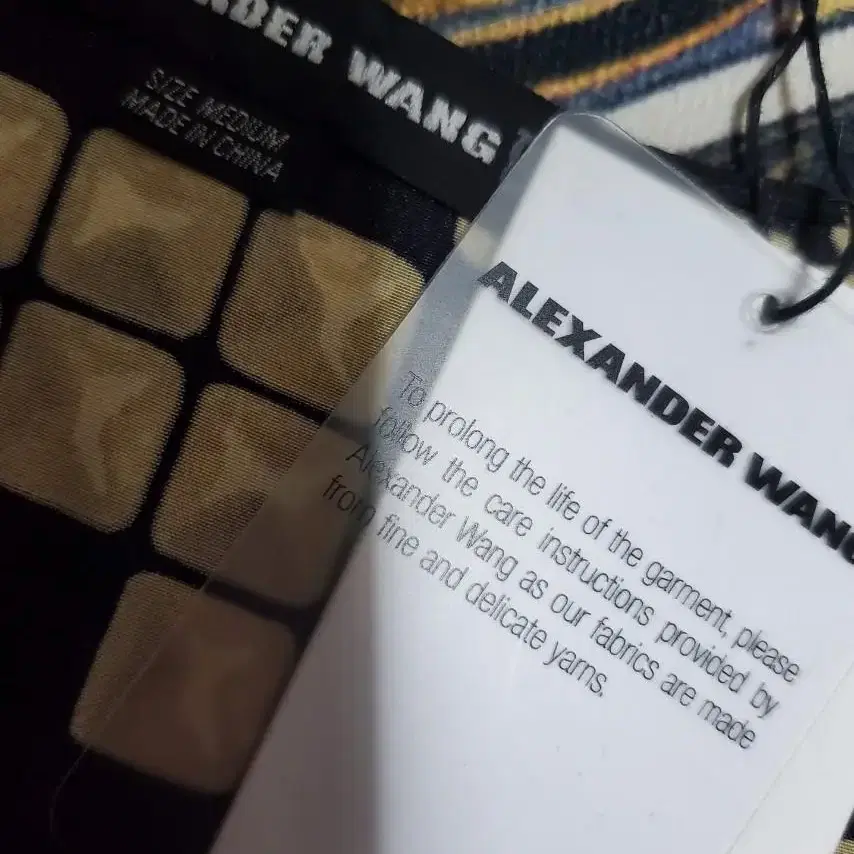 NDER WANG
SIZE MEDIUM
MADE IN CHINA
ALEXANDER WANG
To prolong the life of the garment, please
follow the care instructions provided by
Alexander Wang as our fabrics are made
from fine and delicate yarns.